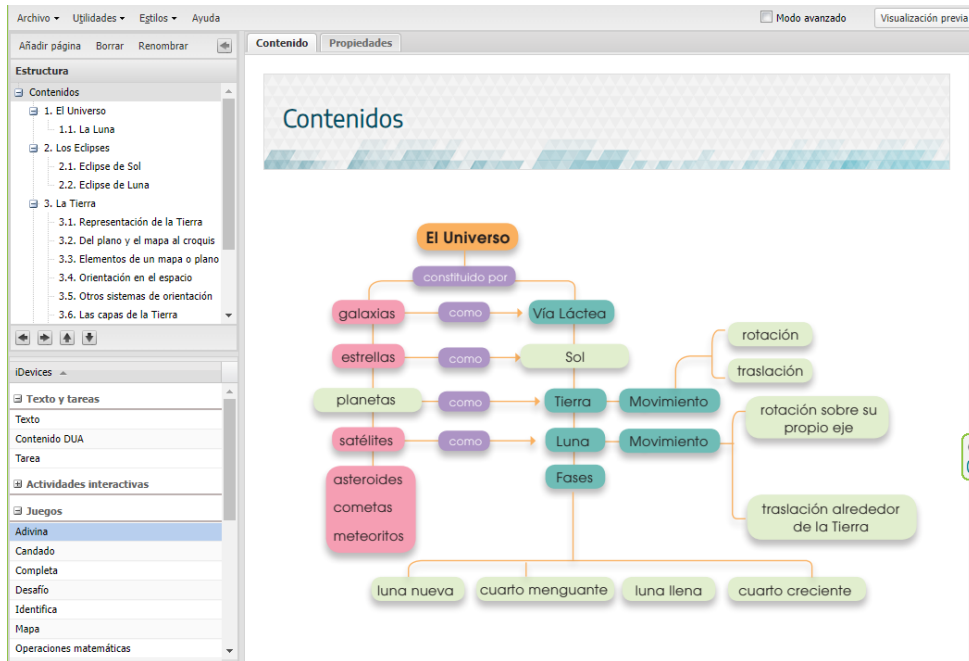 Archivo Utilidades Estilos Ayuda
Modo avanzado
Visualización previa
Añadir página Borrar Renombrar
Estructura
Contenidos
1. El Universo
1.1. La Luna
2. Los Eclipses
2.1. Eclipse de Sol
2.2. Eclipse de Luna
3. La Tierra
3.1. Representación de la Tierra
3.2. Del plano y el mapa al croquis
3.3. Elementos de un mapa o plano
3.4. Orientación en el espacio
3.5. Otros sistemas de orientación
3.6. Las capas de la Tierra
iDevices
Texto y tareas
Texto
Contenido DUA
Tarea
Actividades interactivas
Juegos
Adivina
Candado
Completa
Desafío
Identifica
Mapa
Operaciones matemáticas
Contenido Propiedades
Contenidos
El Universo
constituido por
galaxias como Vía Láctea
estrellas como Sol
planetas como Tierra Movimiento
rotación
traslación
satélites como Luna Movimiento
rotación sobre su
propio eje
traslación alrededor
de la Tierra
asteroides
cometas
meteoritos
Fases
luna nueva cuarto menguante luna llena cuarto creciente